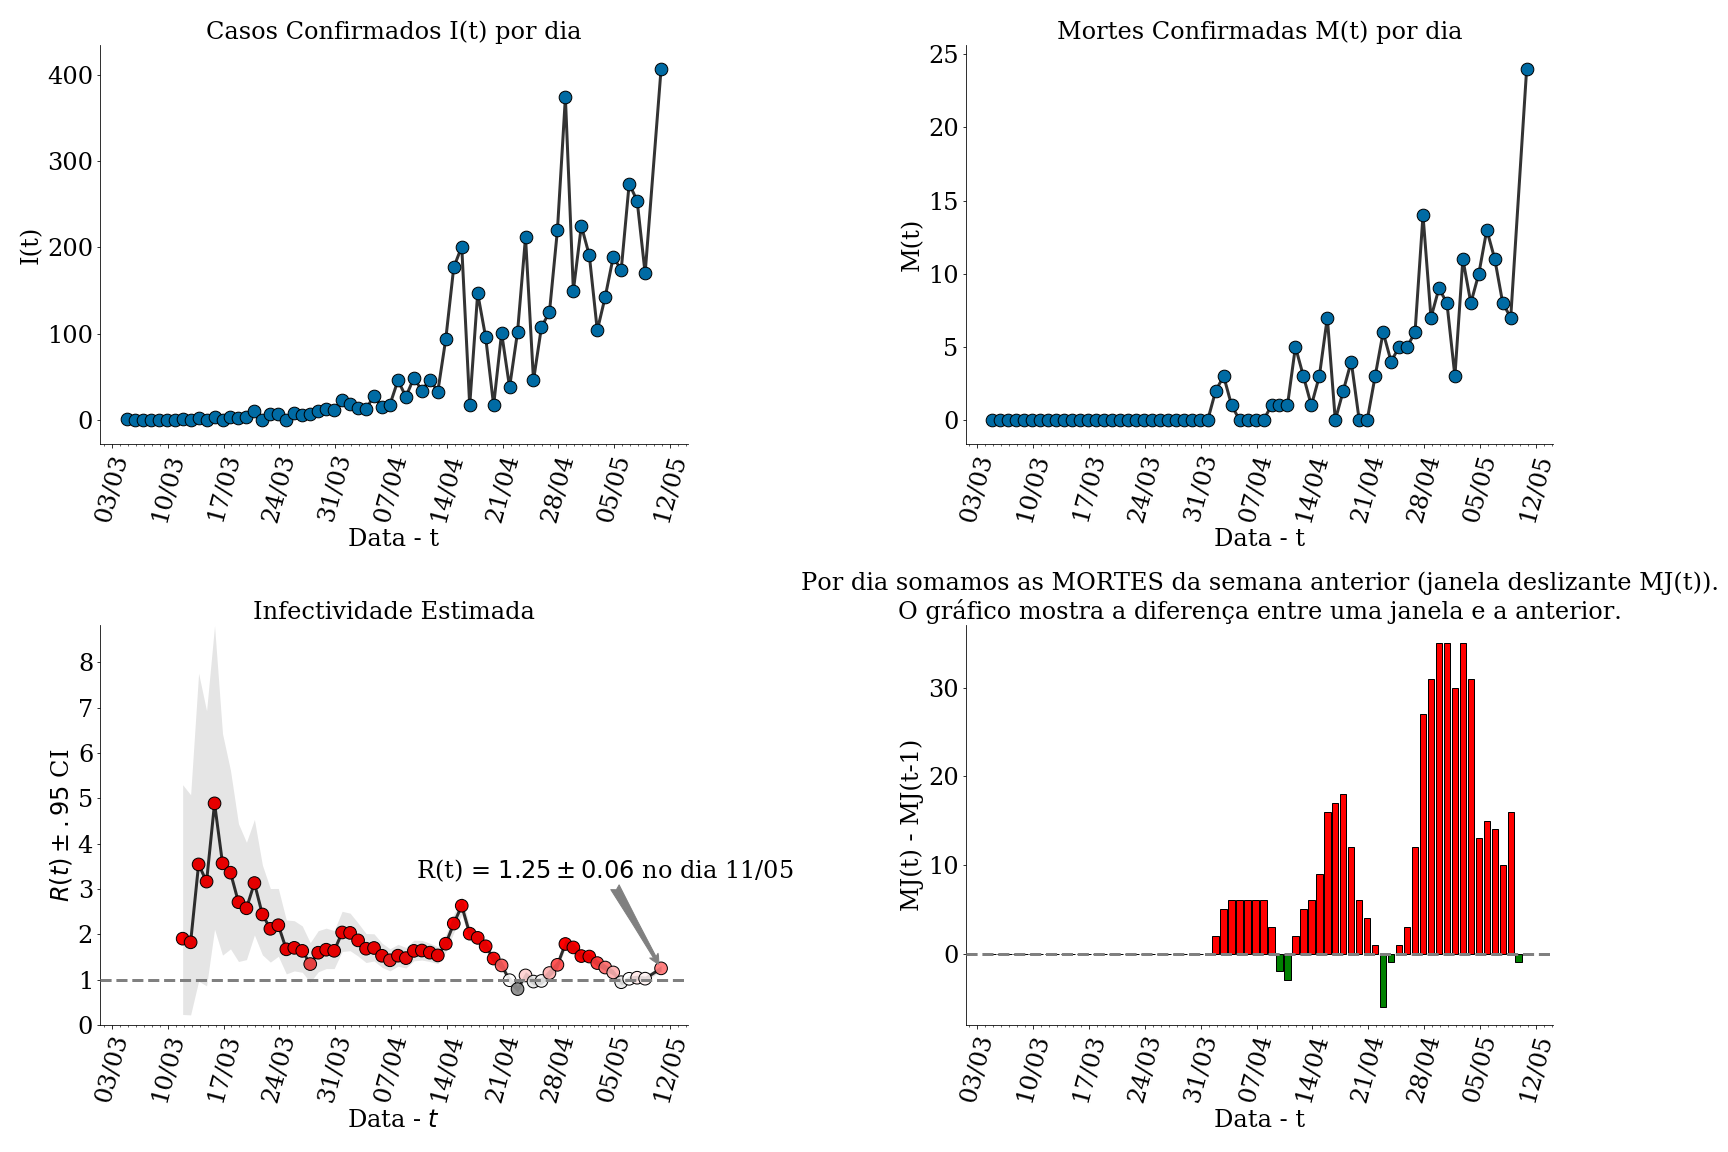 Casos Confirmados I(t) por dia
I(t)
400
300
200
100
0
03/03 10/03 17/03 24/03 31/03 07/04 14/04 21/04 28/04 05/05 12/05
Data - t
Mortes Confirmadas M(t) por dia
M(t)
25
20
15
10
5
0
03/03 10/03 17/03 24/03 31/03 07/04 14/04 21/04 28/04 05/05 12/05
Data - t
Infectividade Estimada
R(t) ± .95 CI
8
7
6
5
4
3
2
1
0
R(t) = 1.25 ± 0.06 no dia 11/05
03/03 10/03 17/03 24/03 31/03 07/04 14/04 21/04 28/04 05/05 12/05
Data - t
Por dia somamos as MORTES da semana anterior (janela deslizante MJ(t)).
O gráfico mostra a diferença entre uma janela e a anterior.
MJ(t) - MJ(t-1)
30
20
10
0
03/03 10/03 17/03 24/03 31/03 07/04 14/04 21/04 28/04 05/05 12/05
Data - t